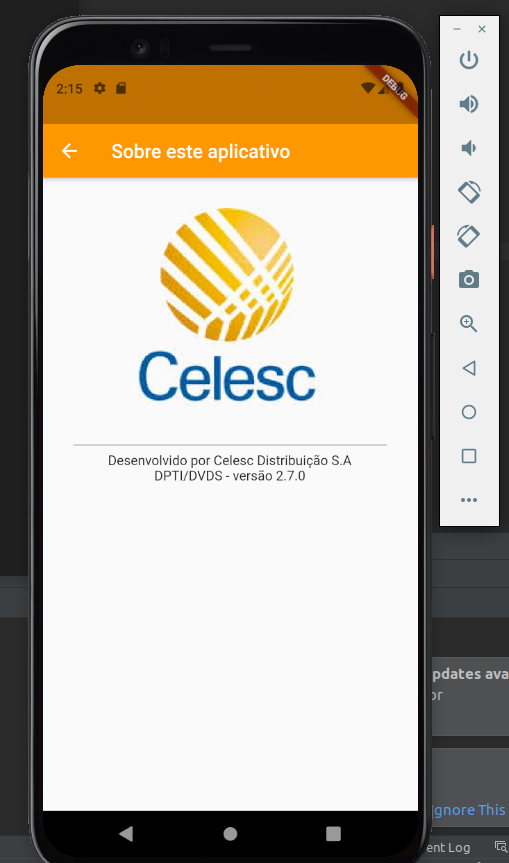 2:15
DEBUG
Sobre este aplicativo
Celesc
Desenvolvido por Celesc Distribuição S.A
DPTI/DVDS - versão 2.7.0
pdates ava
or
gnore This
ent Log